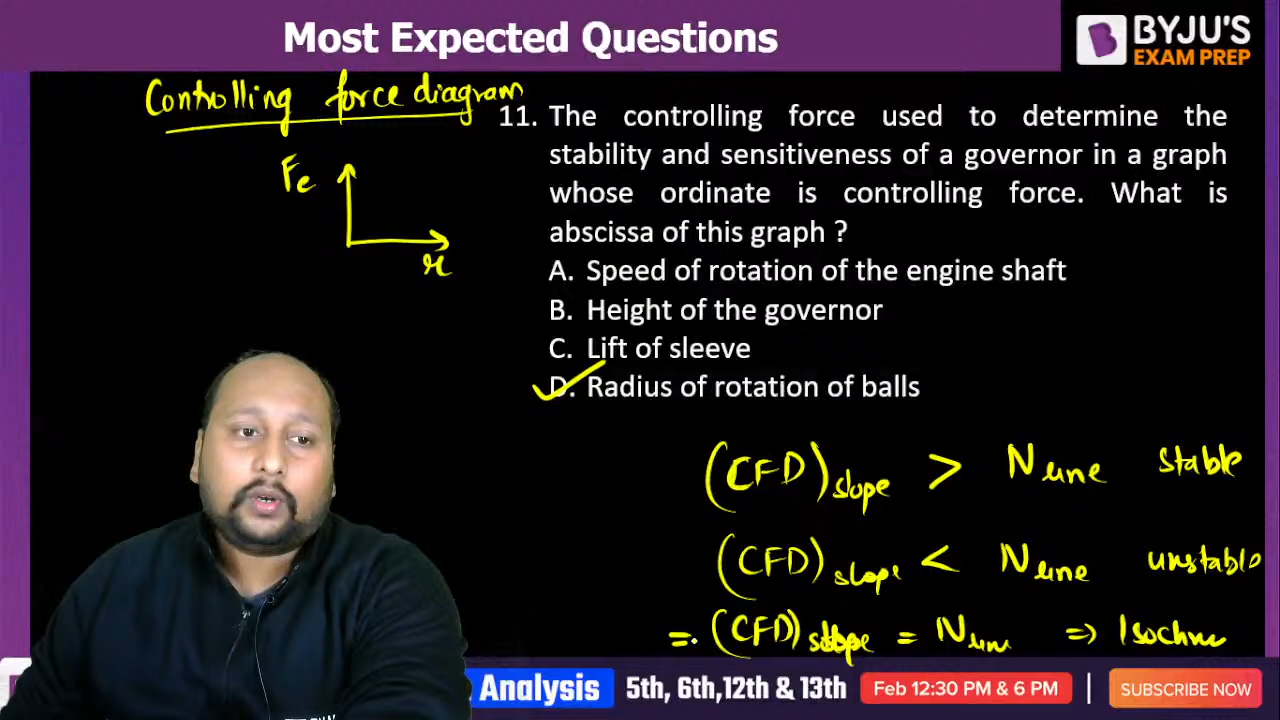 Most Expected Questions
BYJU'S
EXAM PREP
Controlling force diagram
11. The controlling force used to determine the
stability and sensitiveness of a governor in a graph
whose ordinate is controlling force. What is
abscissa of this graph ?
A. Speed of rotation of the engine shaft
B. Height of the governor
C. Lift of sleeve
D. Radius of rotation of balls
Fc
r
(CFD)slope > Nline stable
(CFD)slope < Nline unstable
= (CFD)slope = Nline ⇒ Isochro
Analysis
5th, 6th,12th & 13th
Feb 12:30 PM & 6 PM
SUBSCRIBE NOW